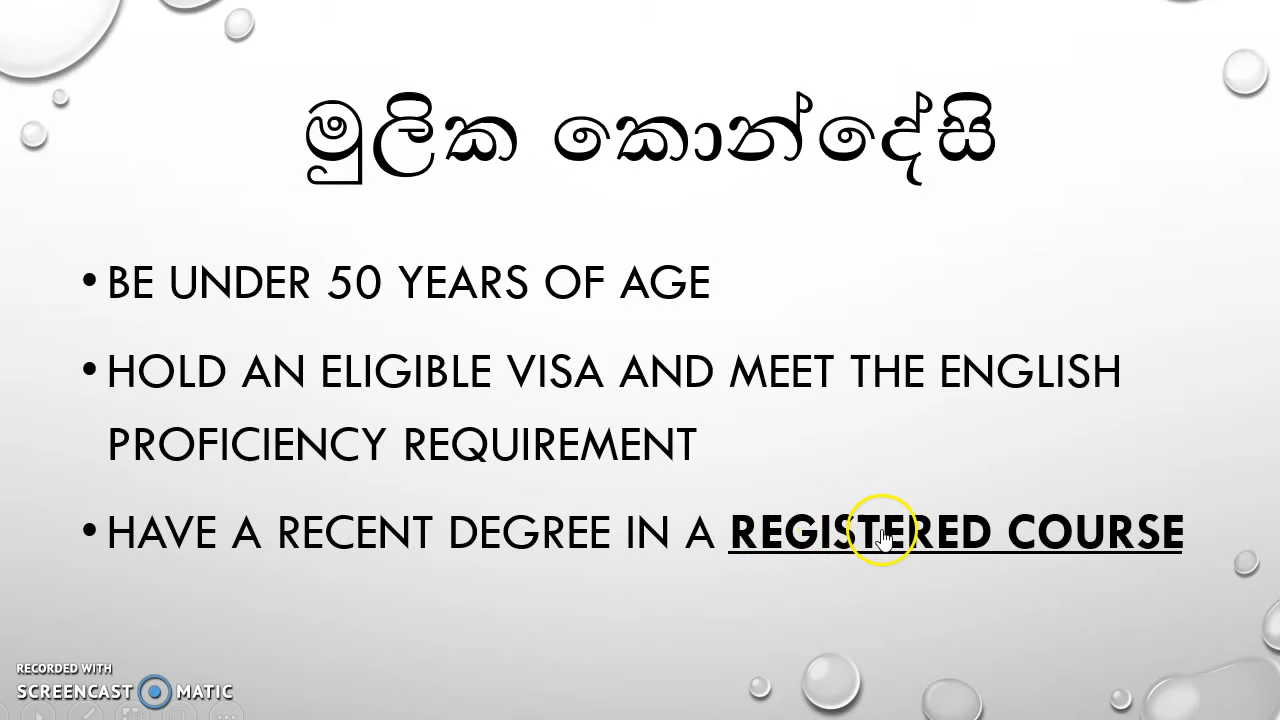 මුලික කොන්දේසි
BE UNDER 50 YEARS OF AGE
HOLD AN ELIGIBLE VISA AND MEET THE ENGLISH
PROFICIENCY REQUIREMENT
HAVE A RECENT DEGREE IN A REGISTERED COURSE
RECORDED WITH
SCREENCAST MATIC